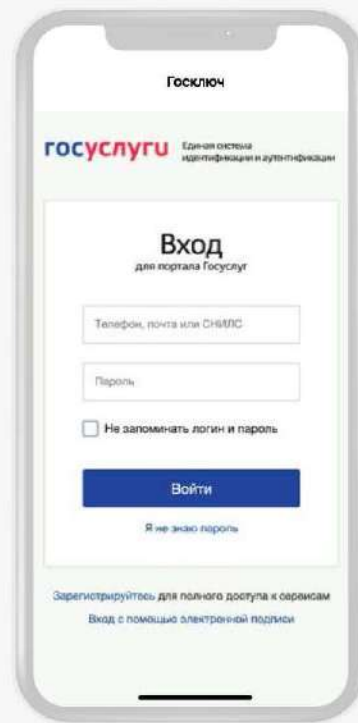 Госключ
госуслуги
Единая система
идентификации и аутентификации
Вход
для портала Госуслуг
Телефон, почта или СНИЛС
Пароль
Не запоминать логин и пароль
Войти
Я не знаю пароль
Зарегистрируйтесь для полного доступа к сервисам
Вход с помощью электронной подписи